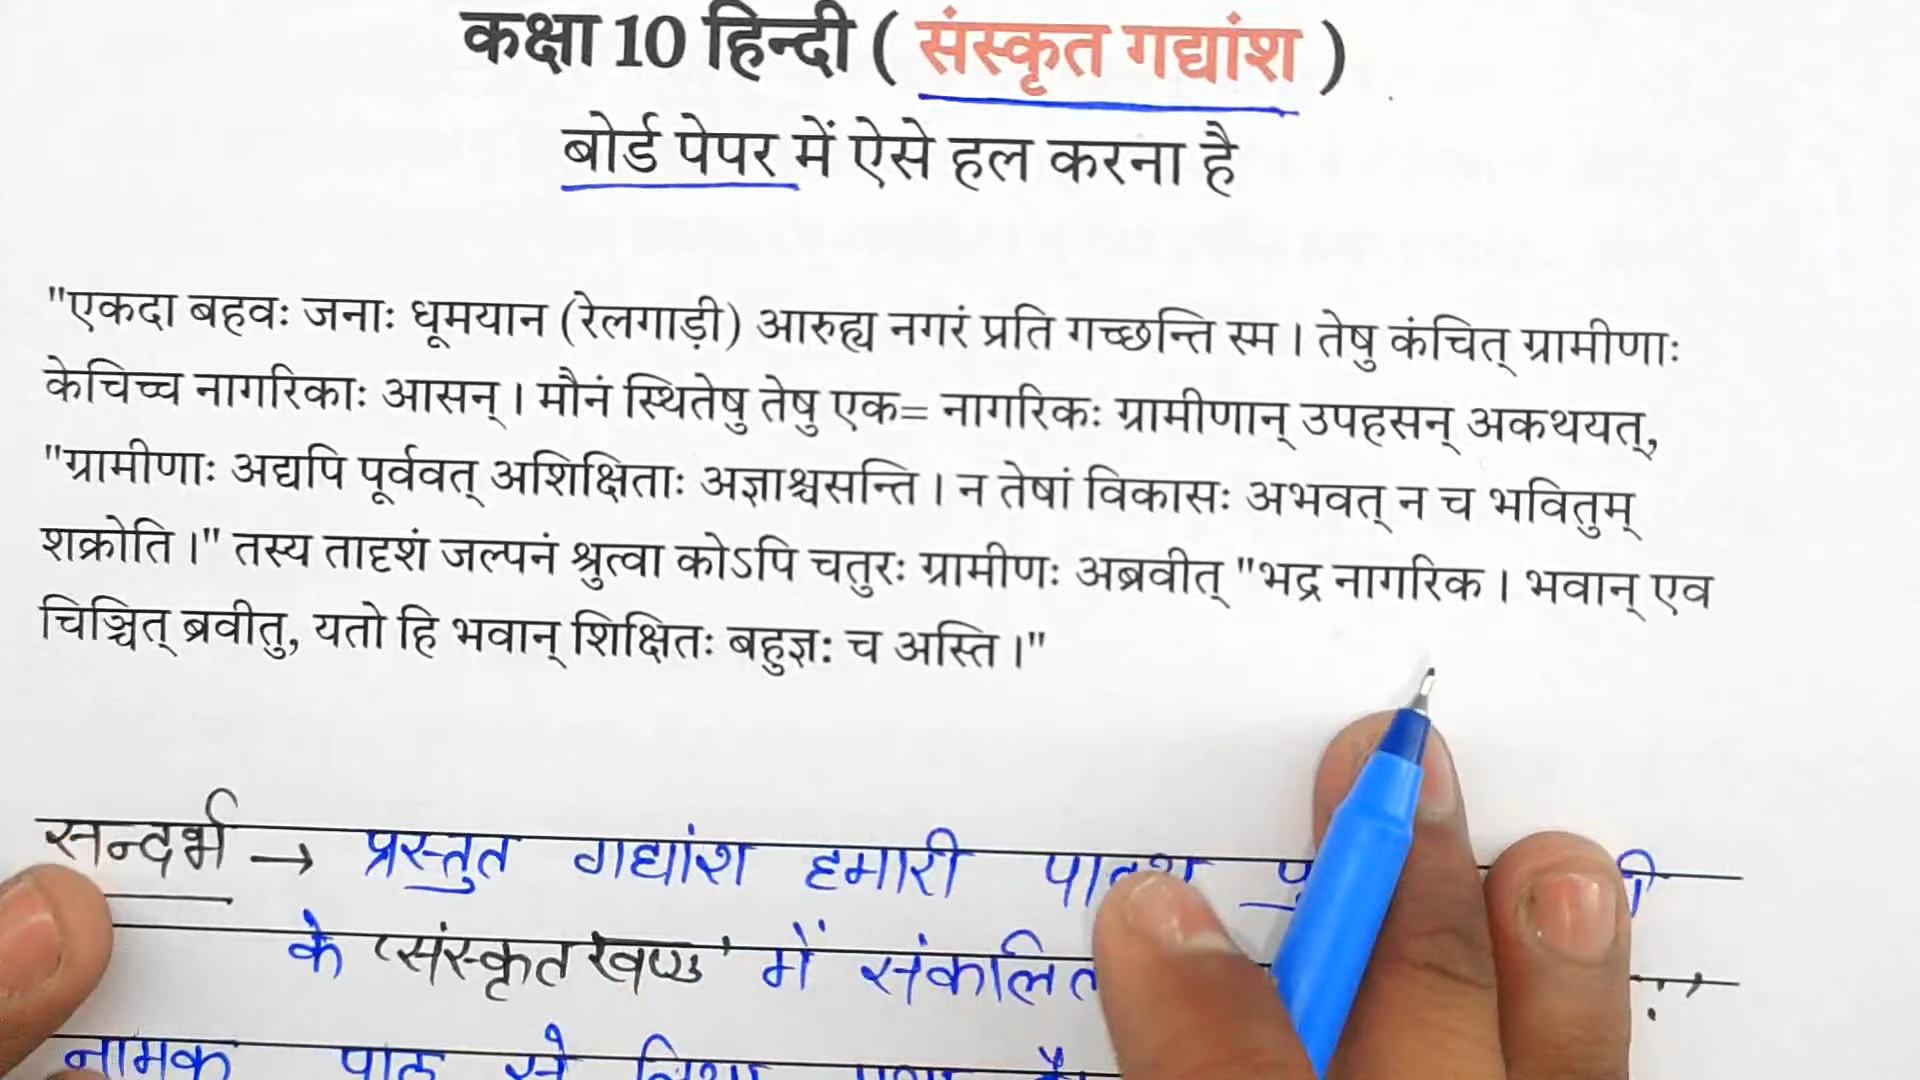 कक्षा 10 हिन्दी ( संस्कृत गद्यांश )
बोर्ड पेपर में ऐसे हल करना है
"एकदा बहवः जनाः धूमयान (रेलगाड़ी) आरुह्य नगरं प्रति गच्छन्ति स्म। तेषु कंचित् ग्रामीणाः
केचिच्च नागरिकाः आसन्। मौनं स्थितेषु तेषु एक= नागरिकः ग्रामीणान् उपहसन् अकथयत्,
"ग्रामीणाः अद्यपि पूर्ववत् अशिक्षिताः अज्ञाश्चसन्ति। न तेषां विकासः अभवत् न च भवितुम्
शक्रोति।" तस्य तादृशं जल्पनं श्रुत्वा कोऽपि चतुरः ग्रामीणः अब्रवीत् "भद्र नागरिक। भवान् एव
चिञ्चित् ब्रवीतु, यतो हि भवान् शिक्षितः बहुज्ञ: च अस्ति।"
सन्दर्भ → प्रस्तुत गद्यांश हमारी
के 'संस्कृत खण्ड' में संकलित
नामक पाठ से लिया गया है